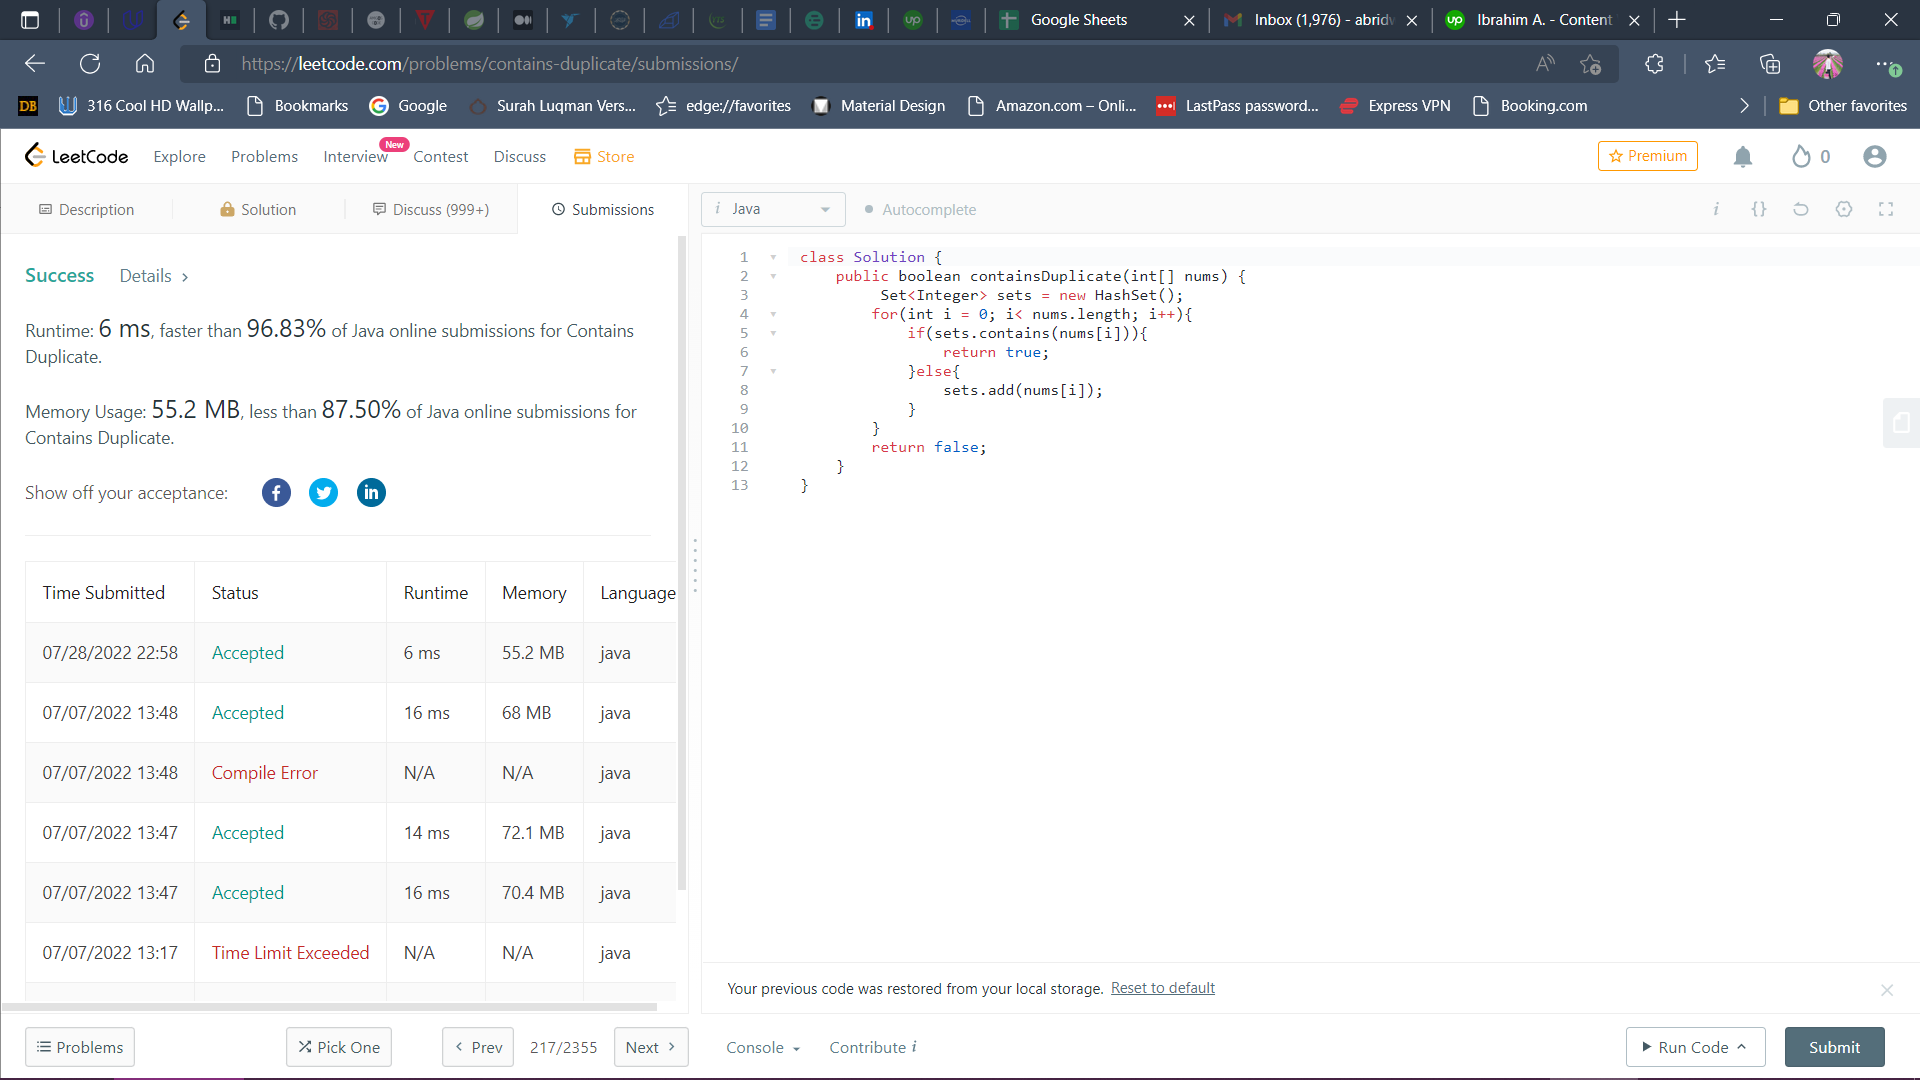 Google Sheets
Inbox (1,976) - abridv
Ibrahim A. - Content
https://leetcode.com/problems/contains-duplicate/submissions/
DB
316 Cool HD Wallp...
Bookmarks
Google
Surah Luqman Vers...
edge://favorites
Material Design
Amazon.com – Onli...
LastPass password...
Express VPN
Booking.com
Other favorites
LeetCode
Explore
Problems
Interview
New
Contest
Discuss
Store
Premium
0
Description
Solution
Discuss (999+)
Submissions
i Java
Autocomplete
Success
Details >
Runtime: 6 ms, faster than 96.83% of Java online submissions for Contains
Duplicate.
Memory Usage: 55.2 MB, less than 87.50% of Java online submissions for
Contains Duplicate.
Show off your acceptance:
Time Submitted Status Runtime Memory Language
07/28/2022 22:58 Accepted 6 ms 55.2 MB java
07/07/2022 13:48 Accepted 16 ms 68 MB java
07/07/2022 13:48 Compile Error N/A N/A java
07/07/2022 13:47 Accepted 14 ms 72.1 MB java
07/07/2022 13:47 Accepted 16 ms 70.4 MB java
07/07/2022 13:17 Time Limit Exceeded N/A N/A java
1 class Solution {
2 public boolean containsDuplicate(int[] nums) {
3 Set<Integer> sets = new HashSet();
4 for(int i = 0; i< nums.length; i++){
5 if(sets.contains(nums[i])){
6 return true;
7 }else{
8 sets.add(nums[i]);
9 }
10 }
11 return false;
12 }
13 }
Your previous code was restored from your local storage. Reset to default
Problems
Pick One
< Prev
217/2355
Next >
Console
Contribute i
Run Code
Submit